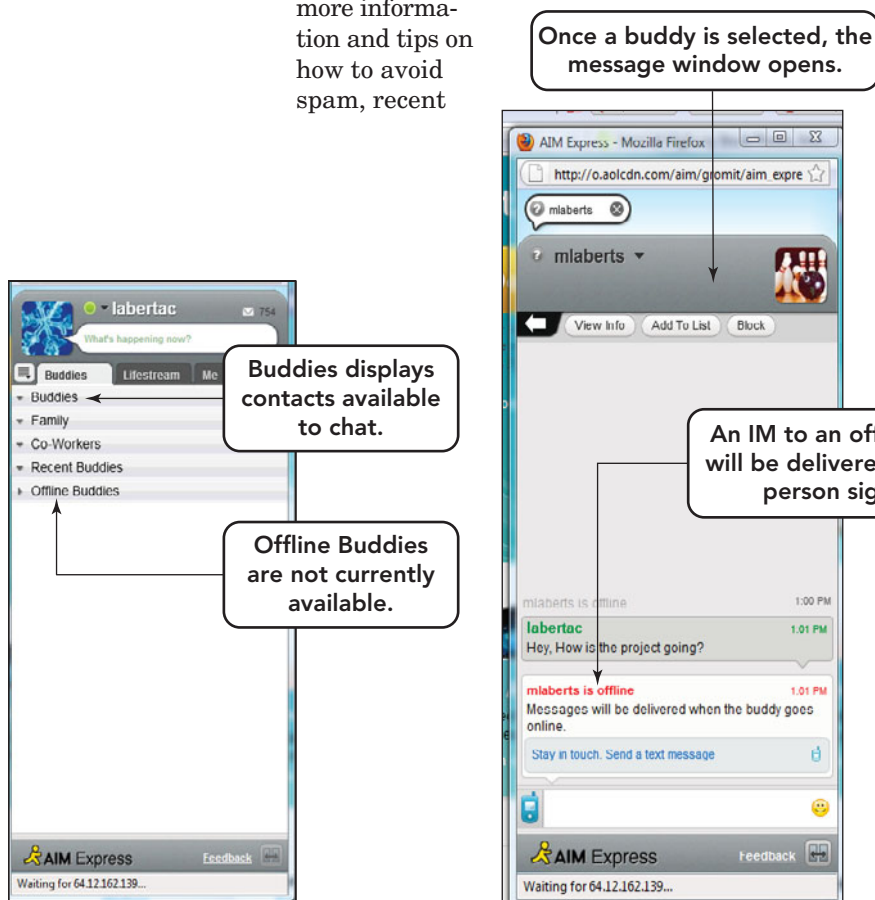 more informa-
tion and tips on
how to avoid
spam, recent
Once a buddy is selected, the
message window opens.
labertac
754
What's happening now?
Buddies Lifestream Me
Buddies
Family
Co-Workers
Recent Buddies
Offline Buddies
Buddies displays
contacts available
to chat.
Offline Buddies
are not currently
available.
AIM Express Feedback
Waiting for 64.12.162.139...
AIM Express - Mozilla Firefox
http://o.aolcdn.com/aim/gromit/aim_expre
mlaberts
mlaberts
View Info Add To List Block
An IM to an off
will be delivere
person sig
mlaberts is offline 1:00 PM
labertac 1:01 PM
Hey, How is the project going?
mlaberts is offline 1:01 PM
Messages will be delivered when the buddy goes
online.
Stay in touch. Send a text message
AIM Express Feedback
Waiting for 64.12.162.139...